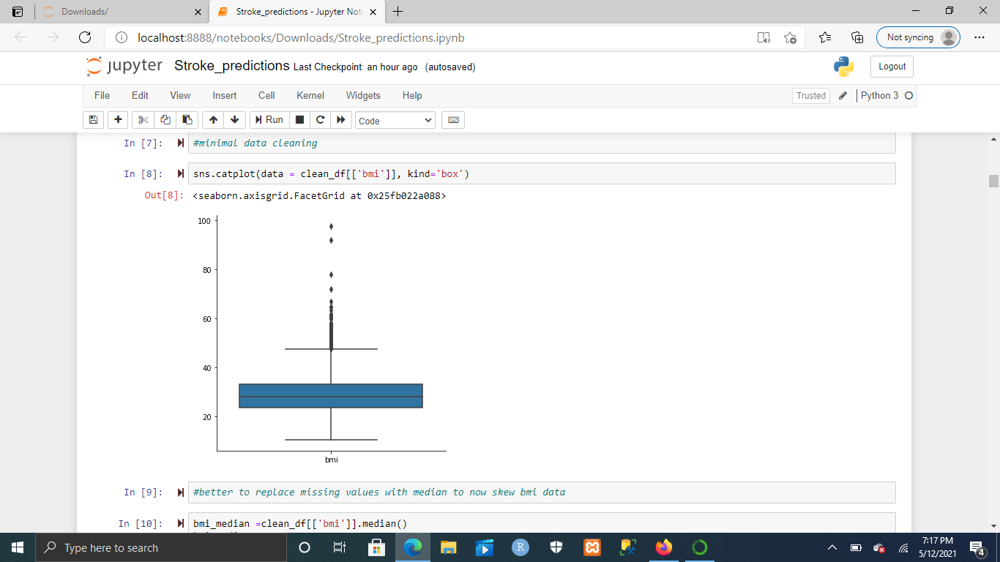 Downloads/
Stroke_predictions - Jupyter Not
localhost:8888/notebooks/Downloads/Stroke_predictions.ipynb
Not syncing
jupyter Stroke_predictions Last Checkpoint: an hour ago (autosaved)
Logout
File Edit View Insert Cell Kernel Widgets Help
Trusted
Python 3
Run
Code
In [7]: #minimal data cleaning
In [8]: sns.catplot(data = clean_df[['bmi']], kind='box')
Out[8]: <seaborn.axisgrid.FacetGrid at 0x25fb022a088>
100
80
60
40
20
bmi
In [9]: #better to replace missing values with median to now skew bmi data
In [10]: bmi_median =clean_df[['bmi']].median()
Type here to search
R
7:17 PM
5/12/2021
4